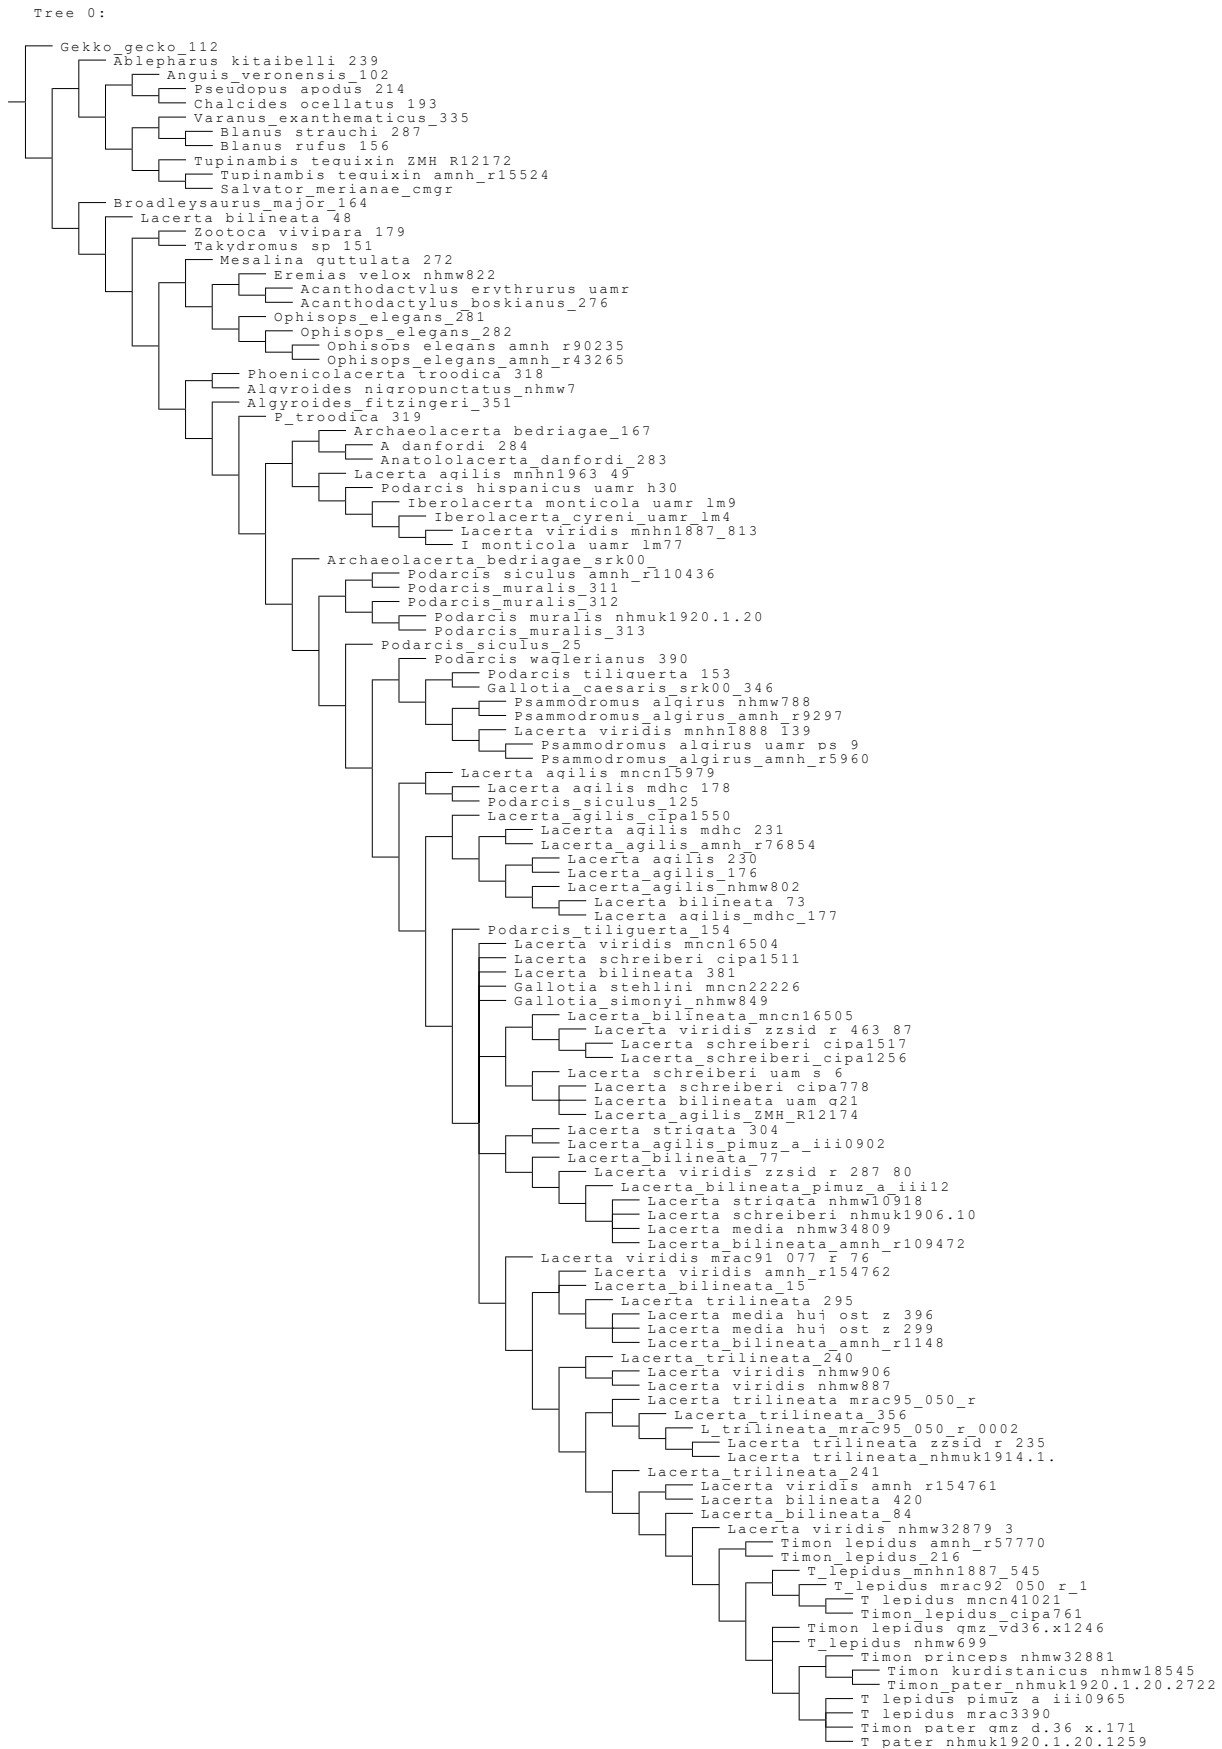 Tree 0:
Gekko_gecko_112
Ablepharus_kitaibelli_239
Anguis_veronensis_102
Pseudopus_apodus_214
Chalcides_ocellatus_193
Varanus_exanthematicus_335
Blanus_strauchi_287
Blanus_rufus_156
Tupinambis_teguixin_ZMH_R12172
Tupinambis_teguixin_amnh_r15524
Salvator_merianae_cmgr
Broadleysaurus_major_164
Lacerta_bilineata_48
Zootoca_vivipara_179
Takydromus_sp_151
Mesalina_guttulata_272
Eremias_velox_nhmw822
Acanthodactylus_erythrurus_uamr
Acanthodactylus_boskianus_276
Ophisops_elegans_281
Ophisops_elegans_282
Ophisops_elegans_amnh_r90235
Ophisops_elegans_amnh_r43265
Phoenicolacerta_troodica_318
Algyroides_nigropunctatus_nhmw7
Algyroides_fitzingeri_351
P_troodica_319
Archaeolacerta_bedriagae_167
A_danfordi_284
Anatololacerta_danfordi_283
Lacerta_agilis_mnhn1963_49
Podarcis_hispanicus_uamr_h30
Iberolacerta_monticola_uamr_lm9
Iberolacerta_cyreni_uamr_lm4
Lacerta_viridis_mnhn1887_813
I_monticola_uamr_lm77
Archaeolacerta_bedriagae_srk00_
Podarcis_siculus_amnh_r110436
Podarcis_muralis_311
Podarcis_muralis_312
Podarcis_muralis_nhmuk1920.1.20
Podarcis_muralis_313
Podarcis_siculus_25
Podarcis_waglerianus_390
Podarcis_tiliguerta_153
Gallotia_caesaris_srk00_346
Psammodromus_algirus_nhmw788
Psammodromus_algirus_amnh_r9297
Lacerta_viridis_mnhn1888_139
Psammodromus_algirus_uamr_ps_9
Psammodromus_algirus_amnh_r5960
Lacerta_agilis_mncn15979
Lacerta_agilis_mdhc_178
Podarcis_siculus_125
Lacerta_agilis_cipa1550
Lacerta_agilis_mdhc_231
Lacerta_agilis_amnh_r76854
Lacerta_agilis_230
Lacerta_agilis_176
Lacerta_agilis_nhmw802
Lacerta_bilineata_73
Lacerta_agilis_mdhc_177
Podarcis_tiliguerta_154
Lacerta_viridis_mncn16504
Lacerta_schreiberi_cipa1511
Lacerta_bilineata_381
Gallotia_stehlini_mncn22226
Gallotia_simonyi_nhmw849
Lacerta_bilineata_mncn16505
Lacerta_viridis_zzsid_r_463_87
Lacerta_schreiberi_cipa1517
Lacerta_schreiberi_cipa1256
Lacerta_schreiberi_uam_s_6
Lacerta_schreiberi_cipa778
Lacerta_bilineata_uam_g21
Lacerta_agilis_ZMH_R12174
Lacerta_strigata_304
Lacerta_agilis_pimuz_a_iii0902
Lacerta_bilineata_77
Lacerta_viridis_zzsid_r_287_80
Lacerta_bilineata_pimuz_a_iii12
Lacerta_strigata_nhmw10918
Lacerta_schreiberi_nhmuk1906.10
Lacerta_media_nhmw34809
Lacerta_bilineata_amnh_r109472
Lacerta_viridis_mrac91_077_r_76
Lacerta_viridis_amnh_r154762
Lacerta_bilineata_15
Lacerta_trilineata_295
Lacerta_media_huj_ost_z_396
Lacerta_media_huj_ost_z_299
Lacerta_bilineata_amnh_r1148
Lacerta_trilineata_240
Lacerta_viridis_nhmw906
Lacerta_viridis_nhmw887
Lacerta_trilineata_mrac95_050_r
Lacerta_trilineata_356
L_trilineata_mrac95_050_r_0002
Lacerta_trilineata_zzsid_r_235
Lacerta_trilineata_nhmuk1914.1.
Lacerta_trilineata_241
Lacerta_viridis_amnh_r154761
Lacerta_bilineata_420
Lacerta_bilineata_84
Lacerta_viridis_nhmw32879_3
Timon_lepidus_amnh_r57770
Timon_lepidus_216
T_lepidus_mnhn1887_545
T_lepidus_mrac92_050_r_1
T_lepidus_mncn41021
Timon_lepidus_cipa761
Timon_lepidus_gmz_vd36.x1246
T_lepidus_nhmw699
Timon_princeps_nhmw32881
Timon_kurdistanicus_nhmw18545
Timon_pater_nhmuk1920.1.20.2722
T_lepidus_pimuz_a_iii0965
T_lepidus_mrac3390
Timon_pater_gmz_d.36_x.171
T_pater_nhmuk1920.1.20.1259